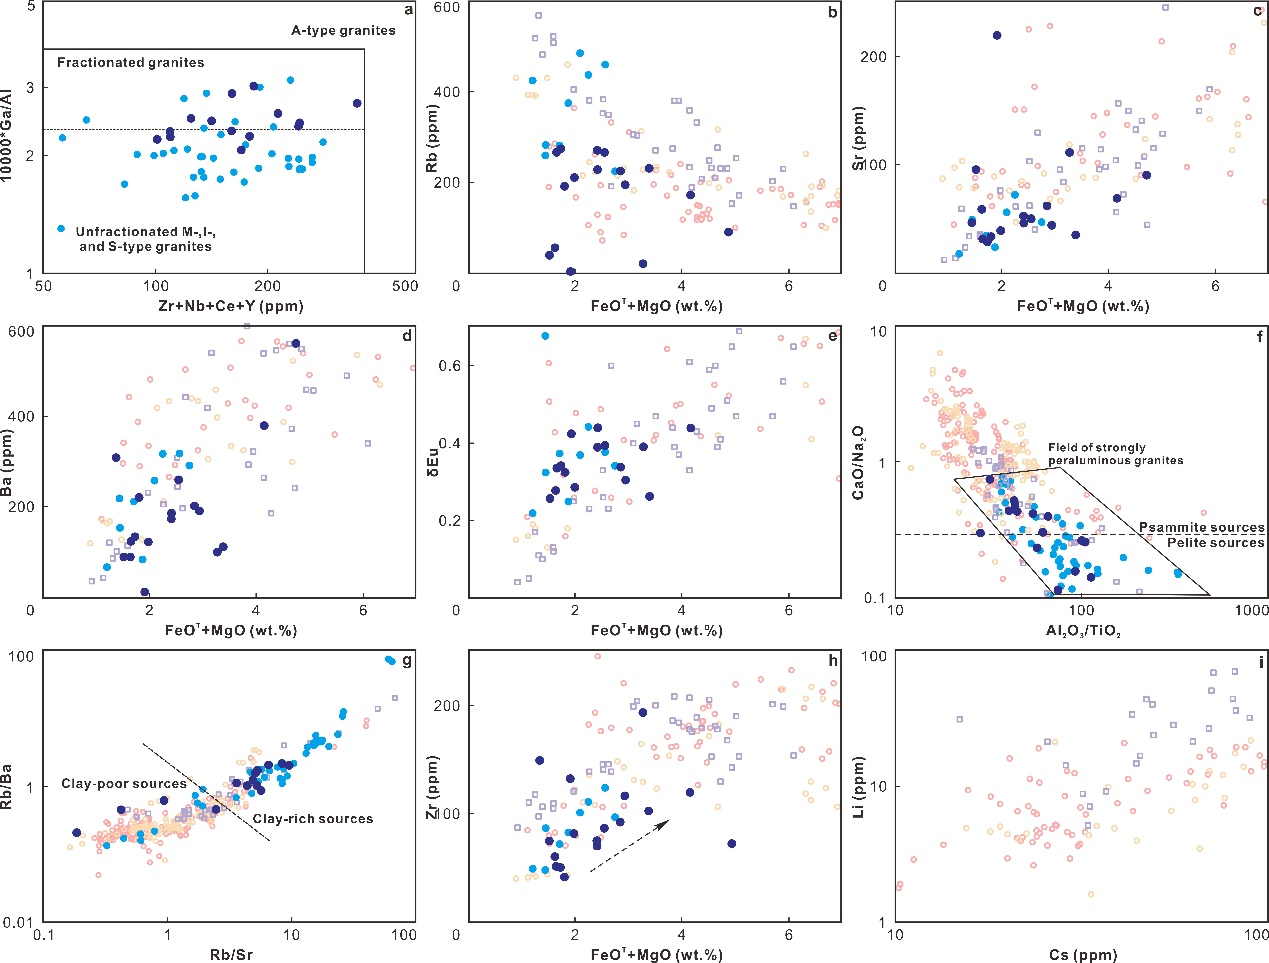 a
5
3
2
1
50
100
200
500
10000*Ga/Al
Zr+Nb+Ce+Y (ppm)
A-type granites
Fractionated granites
Unfractionated M-,I-,
and S-type granites
b
600
400
200
0
2
4
6
Rb (ppm)
FeOᵀ+MgO (wt.%)
c
200
100
0
2
4
6
Sr (ppm)
FeOᵀ+MgO (wt.%)
d
600
400
200
0
2
4
6
Ba (ppm)
FeOᵀ+MgO (wt.%)
e
0.6
0.4
0.2
0
2
4
6
δEu
FeOᵀ+MgO (wt.%)
f
10
1
0.1
10
100
1000
CaO/Na₂O
Al₂O₃/TiO₂
Field of strongly
peraluminous granites
Psammite sources
Pelite sources
g
100
1
0.01
0.1
1
10
100
Rb/Ba
Rb/Sr
Clay-poor sources
Clay-rich sources
h
200
100
0
2
4
6
Zr (ppm)
FeOᵀ+MgO (wt.%)
i
100
10
1
10
100
Li (ppm)
Cs (ppm)